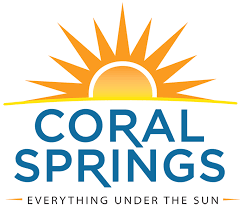 CORAL
SPRINGS
EVERYTHING UNDER THE SUN